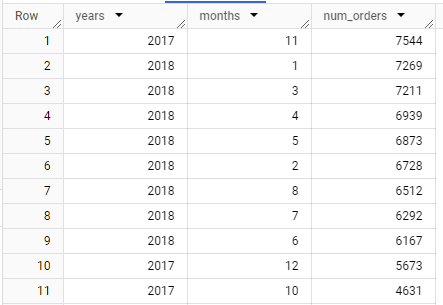 Row years months num_orders
1 2017 11 7544
2 2018 1 7269
3 2018 3 7211
4 2018 4 6939
5 2018 5 6873
6 2018 2 6728
7 2018 8 6512
8 2018 7 6292
9 2018 6 6167
10 2017 12 5673
11 2017 10 4631